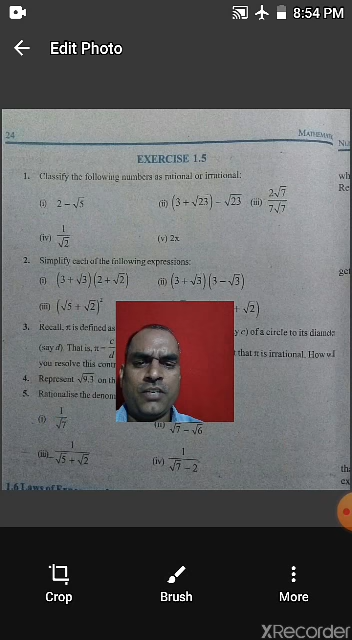 8:54 PM
Edit Photo
24
MATHEMATI
EXERCISE 1.5
1. Classify the following numbers as rational or irrational:
(i) 2 – √5 (ii) (3 + √23) – √23 (iii) 2√7/7√7
(iv) 1/√2 (v) 2π
2. Simplify each of the following expressions:
(i) (3 + √3)(2 + √2) (ii) (3 + √3)(3 – √3)
(iii) (√5 + √2)² + √2)
3. Recall, π is defined as y c) of a circle to its diame
(say d). That is, π = c/d t that π is irrational. How wil
you resolve this cont
4. Represent √9.3 on th
5. Rationalise the denom
(i) 1/√7 (ii) √7 – √6
(iii) 1/√5 + √2 (iv) 1/√7 – 2
Crop Brush More
XRecorder